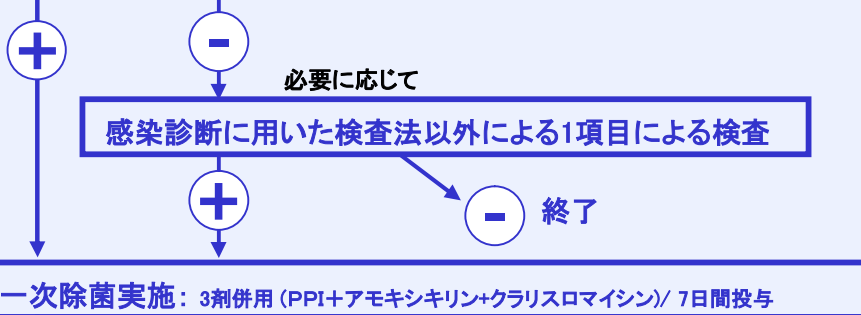 +
-
必要に応じて
感染診断に用いた検査法以外による1項目による検査
+
- 終了
一次除菌実施: 3剤併用 (PPI+アモキシキリン+クラリスロマイシン)/ 7日間投与